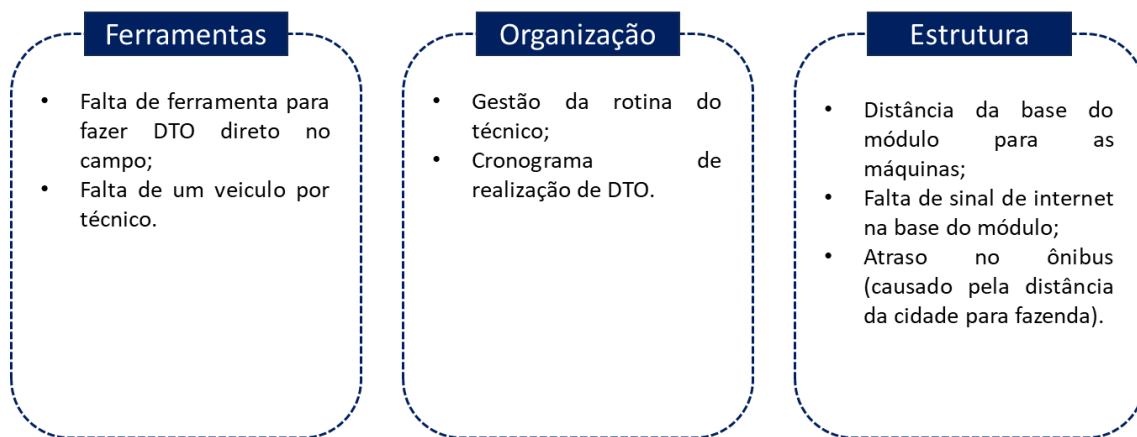 Ferramentas
• Falta de ferramenta para
fazer DTO direto no
campo;
• Falta de um veiculo por
técnico.
Organização
• Gestão da rotina do
técnico;
• Cronograma de
realização de DTO.
Estrutura
• Distância da base do
módulo para as
máquinas;
• Falta de sinal de internet
na base do módulo;
• Atraso no ônibus
(causado pela distância
da cidade para fazenda).